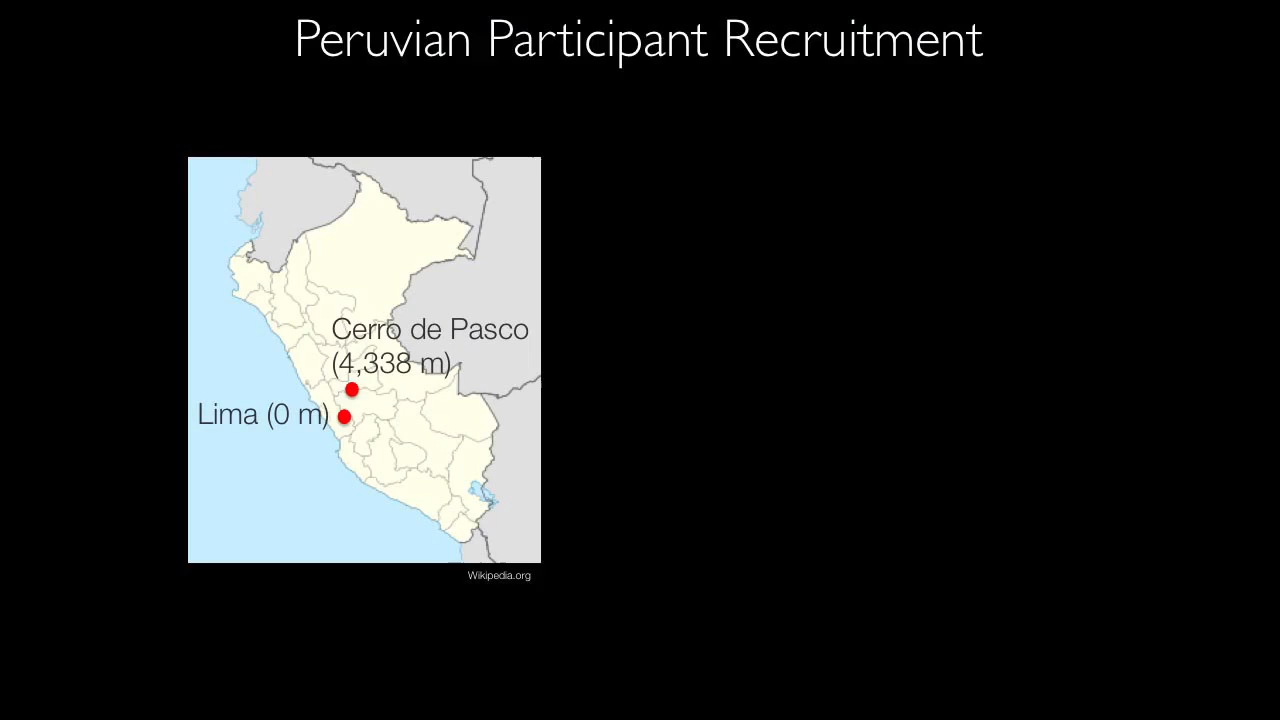 Peruvian Participant Recruitment
Cerro de Pasco
(4,338 m)
Lima (0 m)
Wikipedia.org